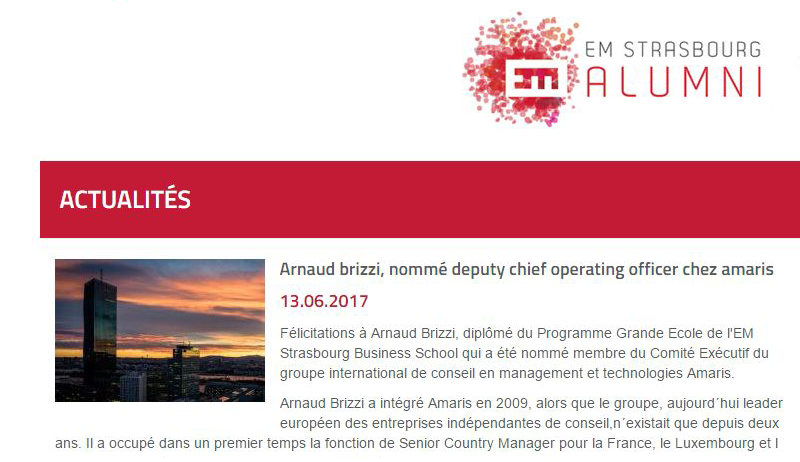 EM STRASBOURG
Em ALUMNI
ACTUALITÉS
Arnaud brizzi, nommé deputy chief operating officer chez amaris
13.06.2017
Félicitations à Arnaud Brizzi, diplômé du Programme Grande Ecole de l'EM
Strasbourg Business School qui a été nommé membre du Comité Exécutif du
groupe international de conseil en management et technologies Amaris.
Arnaud Brizzi a intégré Amaris en 2009, alors que le groupe, aujourd´hui leader
européen des entreprises indépendantes de conseil,n´existait que depuis deux
ans. Il a occupé dans un premier temps la fonction de Senior Country Manager pour la France, le Luxembourg et l